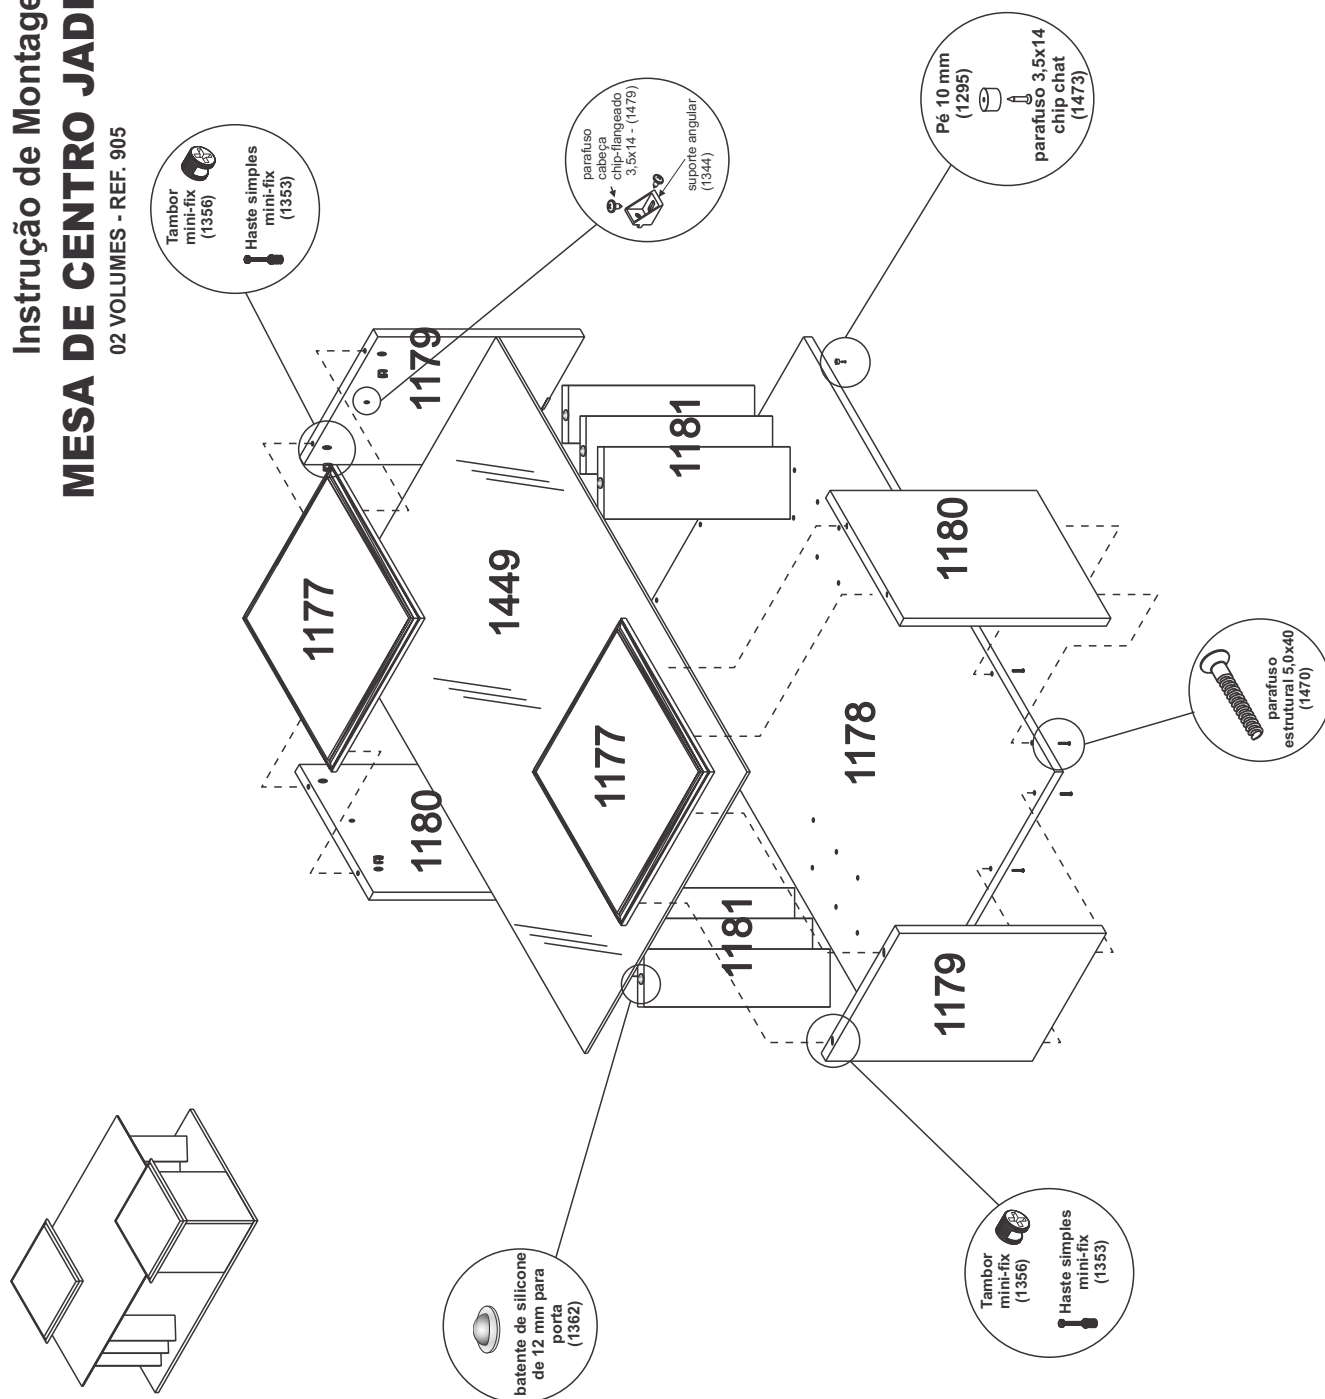 Instrução de Montage
MESA DE CENTRO JAD
02 VOLUMES - REF. 905
Tambor
mini-fix
(1356)
Haste simples
mini-fix
(1353)
parafuso
cabeça
chip-flangeado
3,5x14 - (1479)
suporte angular
(1344)
Pé 10 mm
(1295)
parafuso 3,5x14
chip chat
(1473)
1179
1177
1449
1181
1180
1180
1177
1178
1181
1179
parafuso
estrutural 5,0x40
(1470)
batente de silicone
de 12 mm para
porta
(1362)
Tambor
mini-fix
(1356)
Haste simples
mini-fix
(1353)